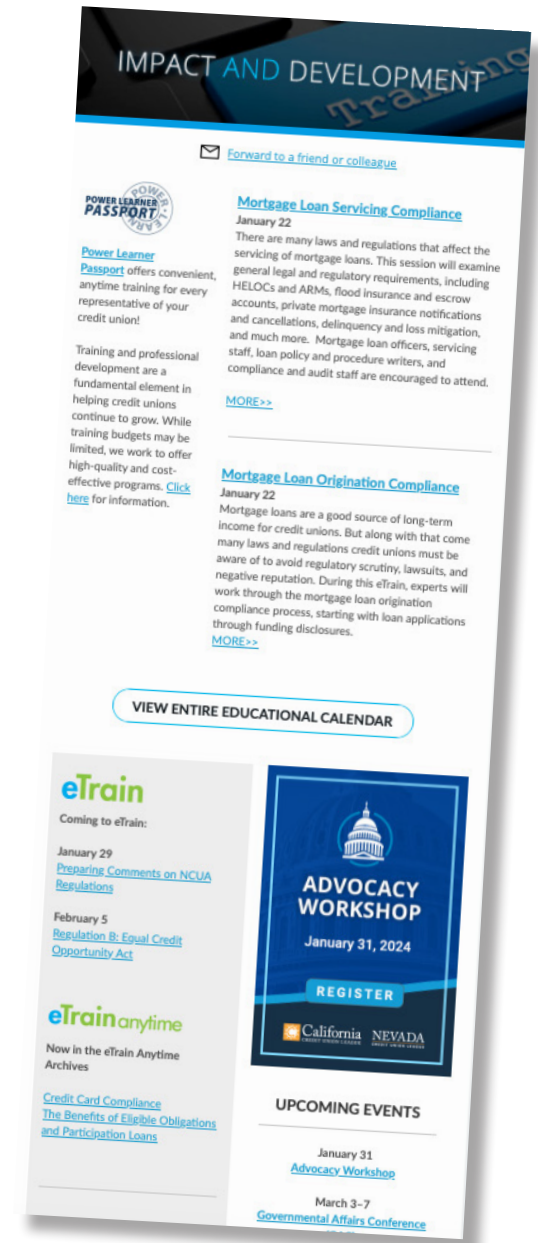 IMPACT AND DEVELOPMENT
Training
Forward to a friend or colleague
POWER
LEARN
POWER LEARNER
PASSPORT
Power Learner
Passport offers convenient,
anytime training for every
representative of your
credit union!
Training and professional
development are a
fundamental element in
helping credit unions
continue to grow. While
training budgets may be
limited, we work to offer
high-quality and cost-
effective programs. Click
here for information.
Mortgage Loan Servicing Compliance
January 22
There are many laws and regulations that affect the
servicing of mortgage loans. This session will examine
general legal and regulatory requirements, including
HELOCs and ARMs, flood insurance and escrow
accounts, private mortgage insurance notifications
and cancellations, delinquency and loss mitigation,
and much more. Mortgage loan officers, servicing
staff, loan policy and procedure writers, and
compliance and audit staff are encouraged to attend.
MORE>>
Mortgage Loan Origination Compliance
January 22
Mortgage loans are a good source of long-term
income for credit unions. But along with that come
many laws and regulations credit unions must be
aware of to avoid regulatory scrutiny, lawsuits, and
negative reputation. During this eTrain, experts will
work through the mortgage loan origination
compliance process, starting with loan applications
through funding disclosures.
MORE>>
VIEW ENTIRE EDUCATIONAL CALENDAR
eTrain
Coming to eTrain:
January 29
Preparing Comments on NCUA
Regulations
February 5
Regulation B: Equal Credit
Opportunity Act
eTrain anytime
Now in the eTrain Anytime
Archives
Credit Card Compliance
The Benefits of Eligible Obligations
and Participation Loans
ADVOCACY
WORKSHOP
January 31, 2024
REGISTER
California
CREDIT UNION LEAGUE
NEVADA
CREDIT UNION LEAGUE
UPCOMING EVENTS
January 31
Advocacy Workshop
March 3–7
Governmental Affairs Conference